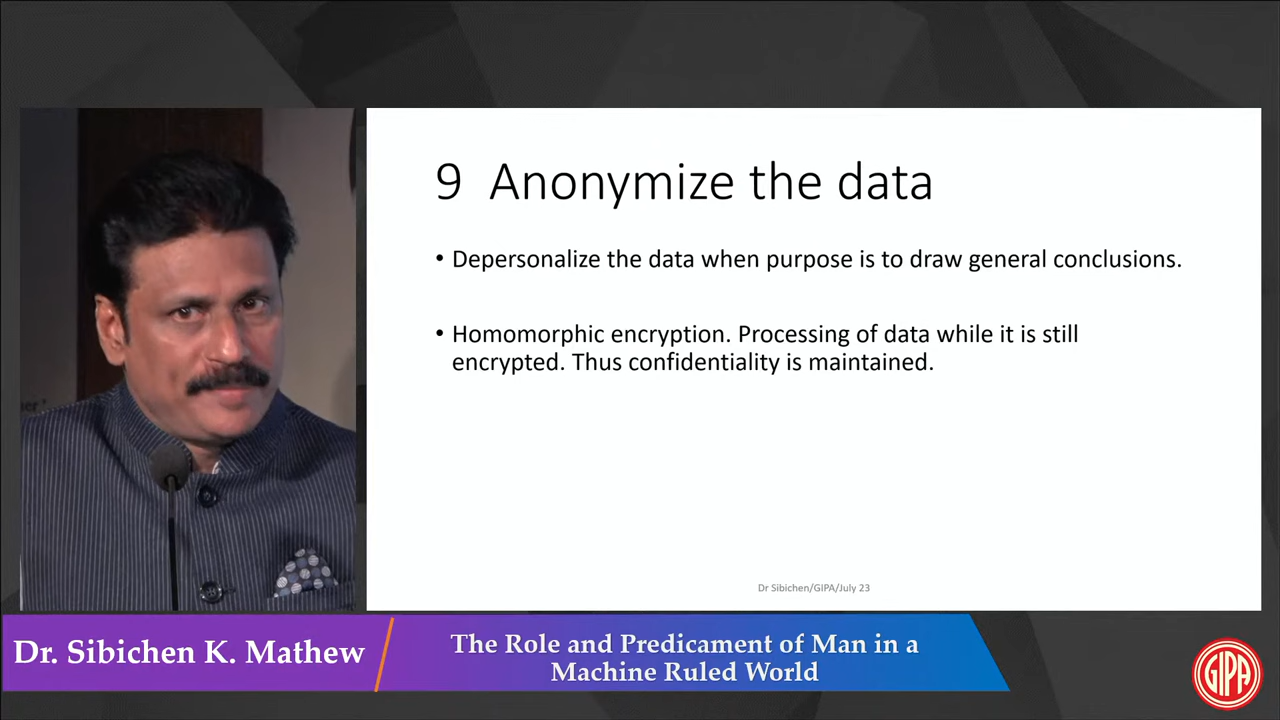 9 Anonymize the data
• Depersonalize the data when purpose is to draw general conclusions.
• Homomorphic encryption. Processing of data while it is still
encrypted. Thus confidentiality is maintained.
Dr Sibichen/GIPA/July 23
Dr. Sibichen K. Mathew
The Role and Predicament of Man in a
Machine Ruled World
GIPA